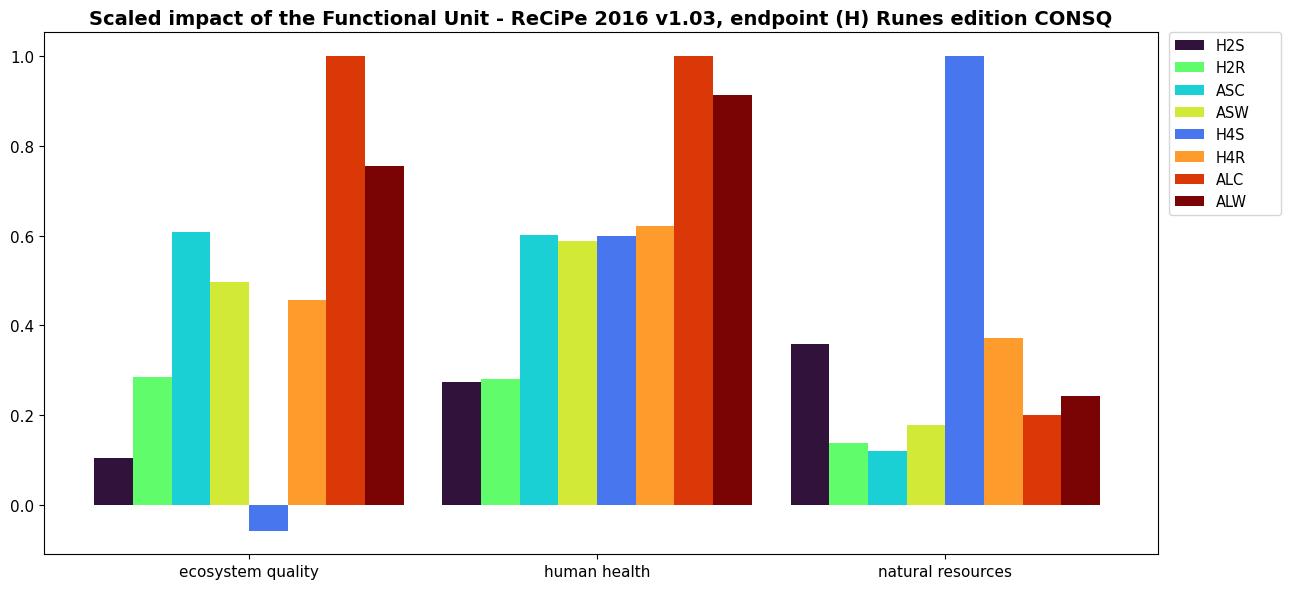 Scaled impact of the Functional Unit - ReCiPe 2016 v1.03, endpoint (H) Runes edition CONSQ
H2S
H2R
ASC
ASW
H4S
H4R
ALC
ALW
1.0
0.8
0.6
0.4
0.2
0.0
ecosystem quality
human health
natural resources